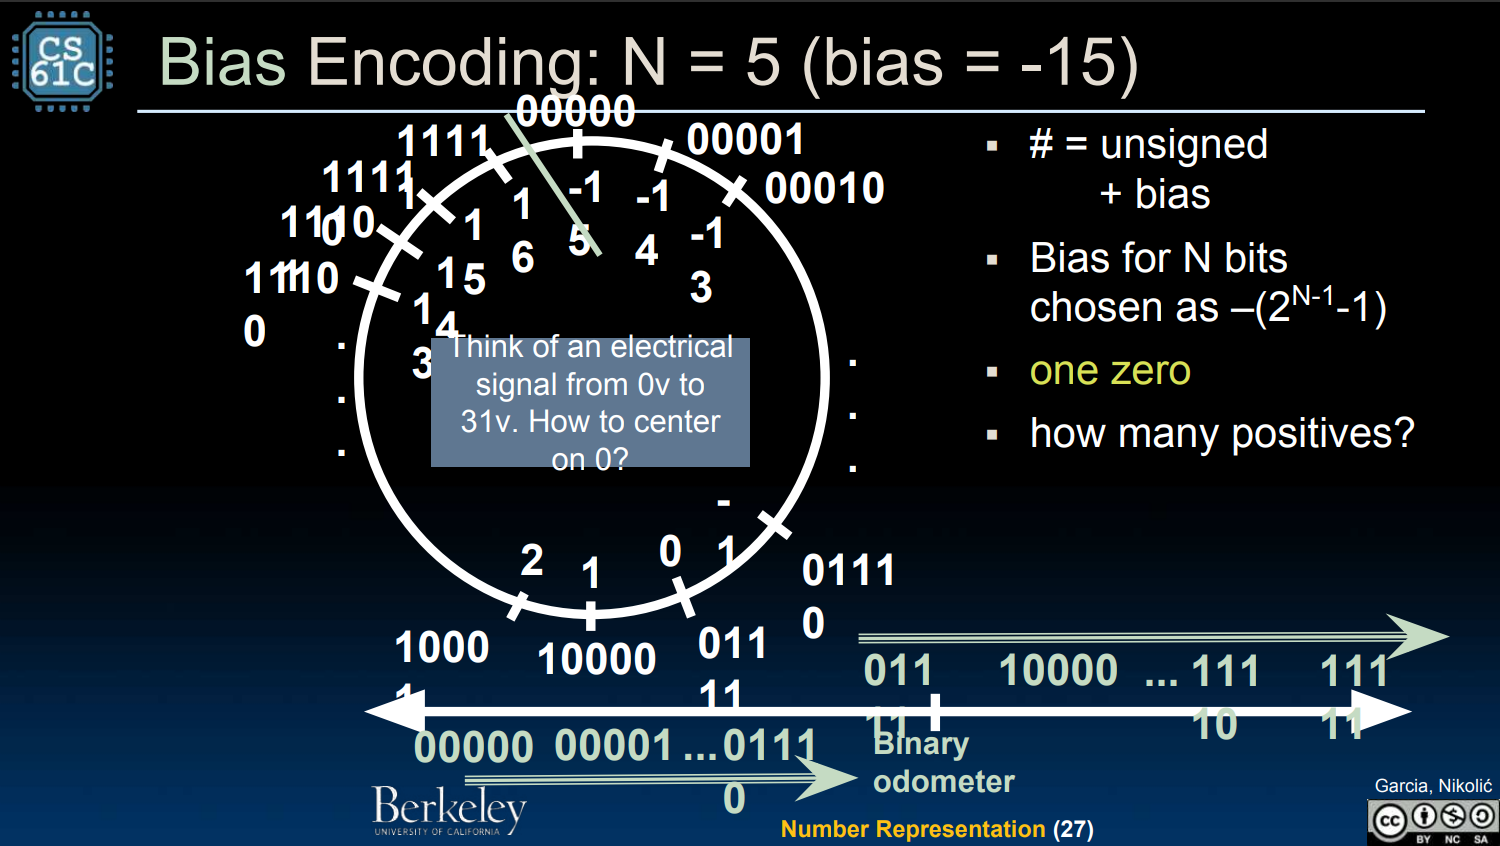 CS
61C
Bias Encoding: N = 5 (bias = -15)
00000
1111
1
00001
1111
0
00010
1110
1
1110
0
1
6
-1
5
-1
4
-1
3
1
5
1
4
1
3
.
.
.
.
.
.
Think of an electrical
signal from 0v to
31v. How to center
on 0?
-
1
0
1
2
0111
0
011
11
10000
1000
1
# = unsigned
+ bias
Bias for N bits
chosen as –(2^N-1-1)
one zero
how many positives?
011
11
10000
...
111
10
111
11
00000
00001
...
0111
0
Binary
odometer
Berkeley
UNIVERSITY OF CALIFORNIA
Number Representation (27)
Garcia, Nikolić
cc
BY NC SA